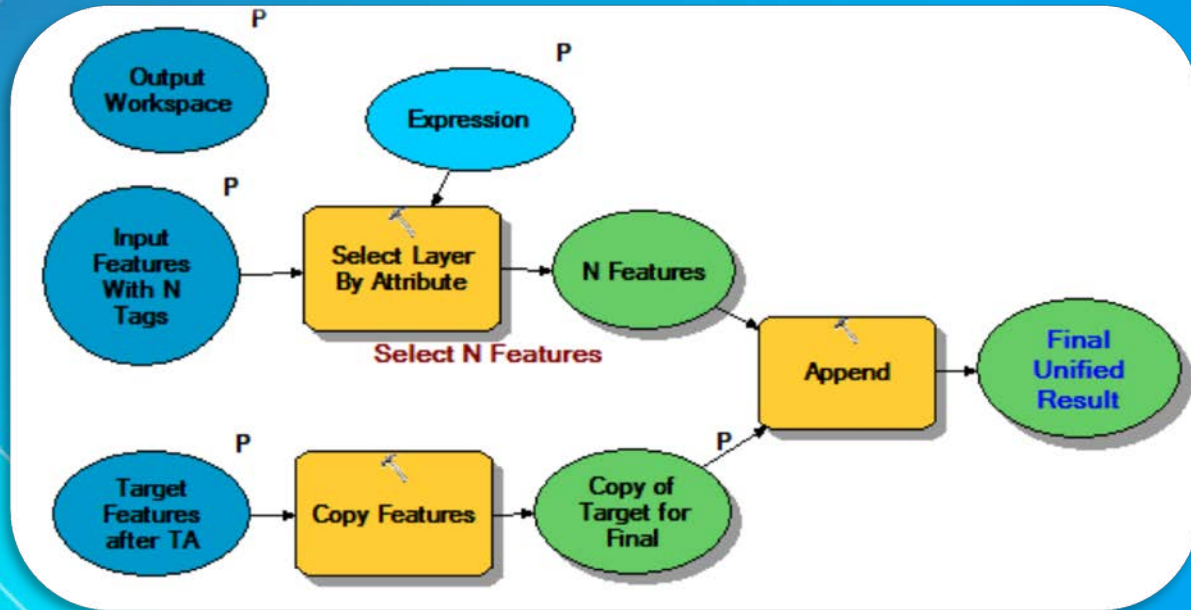 P
Output
Workspace
P
Expression
P
Input
Features
With N
Tags
Select Layer
By Attribute
N Features
Select N Features
Append
Final
Unified
Result
P
Target
Features
after TA
Copy Features
P
Copy of
Target for
Final